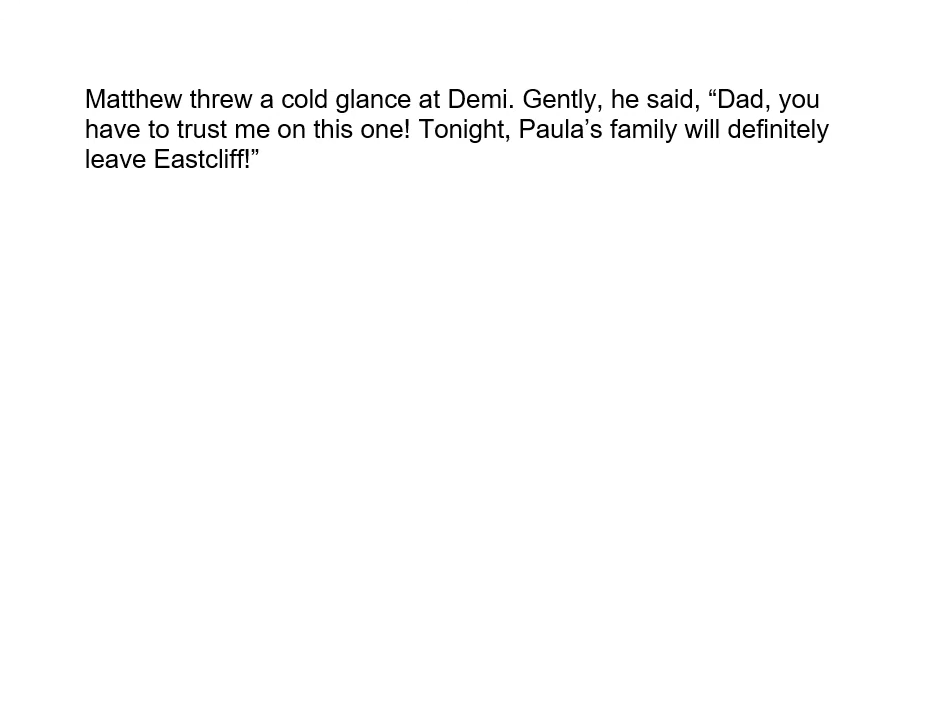 Matthew threw a cold glance at Demi. Gently, he said, “Dad, you
have to trust me on this one! Tonight, Paula’s family will definitely
leave Eastcliff!”